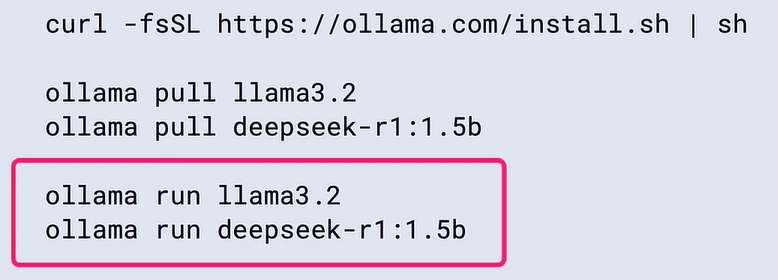 curl -fsSL https://ollama.com/install.sh | sh
ollama pull llama3.2
ollama pull deepseek-r1:1.5b
ollama run llama3.2
ollama run deepseek-r1:1.5b